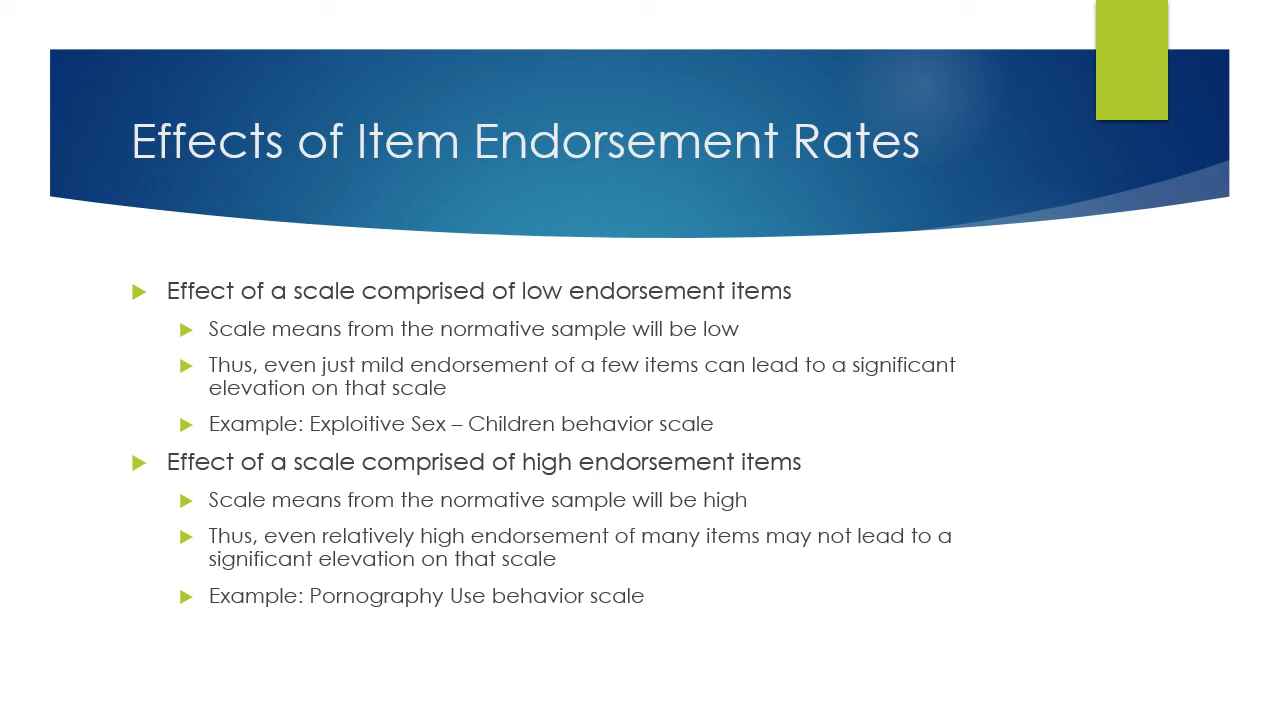 Effects of Item Endorsement Rates
Effect of a scale comprised of low endorsement items
Scale means from the normative sample will be low
Thus, even just mild endorsement of a few items can lead to a significant
elevation on that scale
Example: Exploitive Sex – Children behavior scale
Effect of a scale comprised of high endorsement items
Scale means from the normative sample will be high
Thus, even relatively high endorsement of many items may not lead to a
significant elevation on that scale
Example: Pornography Use behavior scale